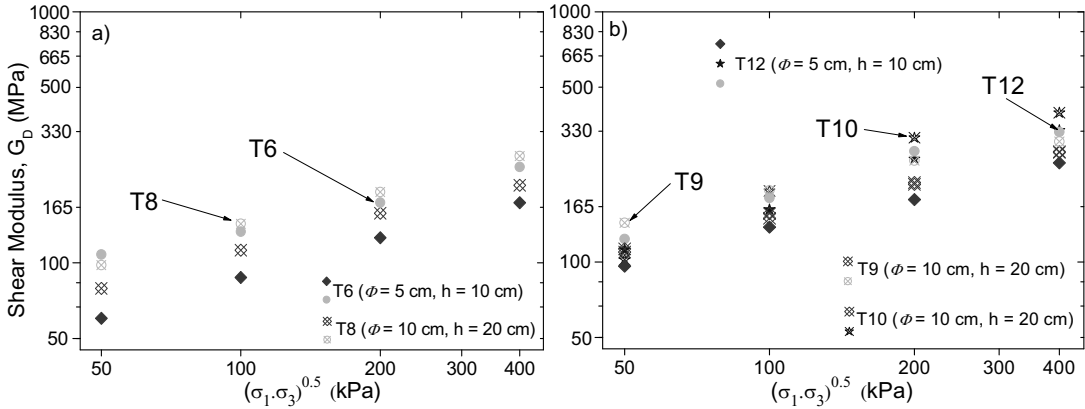 Shear Modulus, G_D (MPa)
1000
830
665
500
330
165
100
50
a)
T6
T8
T6 (Φ = 5 cm, h = 10 cm)
T8 (Φ = 10 cm, h = 20 cm)
50 100 200 300 400
(σ₁.σ₃)^0.5 (kPa)
1000
830
665
500
330
165
100
50
b)
T12 (Φ = 5 cm, h = 10 cm)
T12
T10
T9
T9 (Φ = 10 cm, h = 20 cm)
T10 (Φ = 10 cm, h = 20 cm)
50 100 200 300 400
(σ₁.σ₃)^0.5 (kPa)